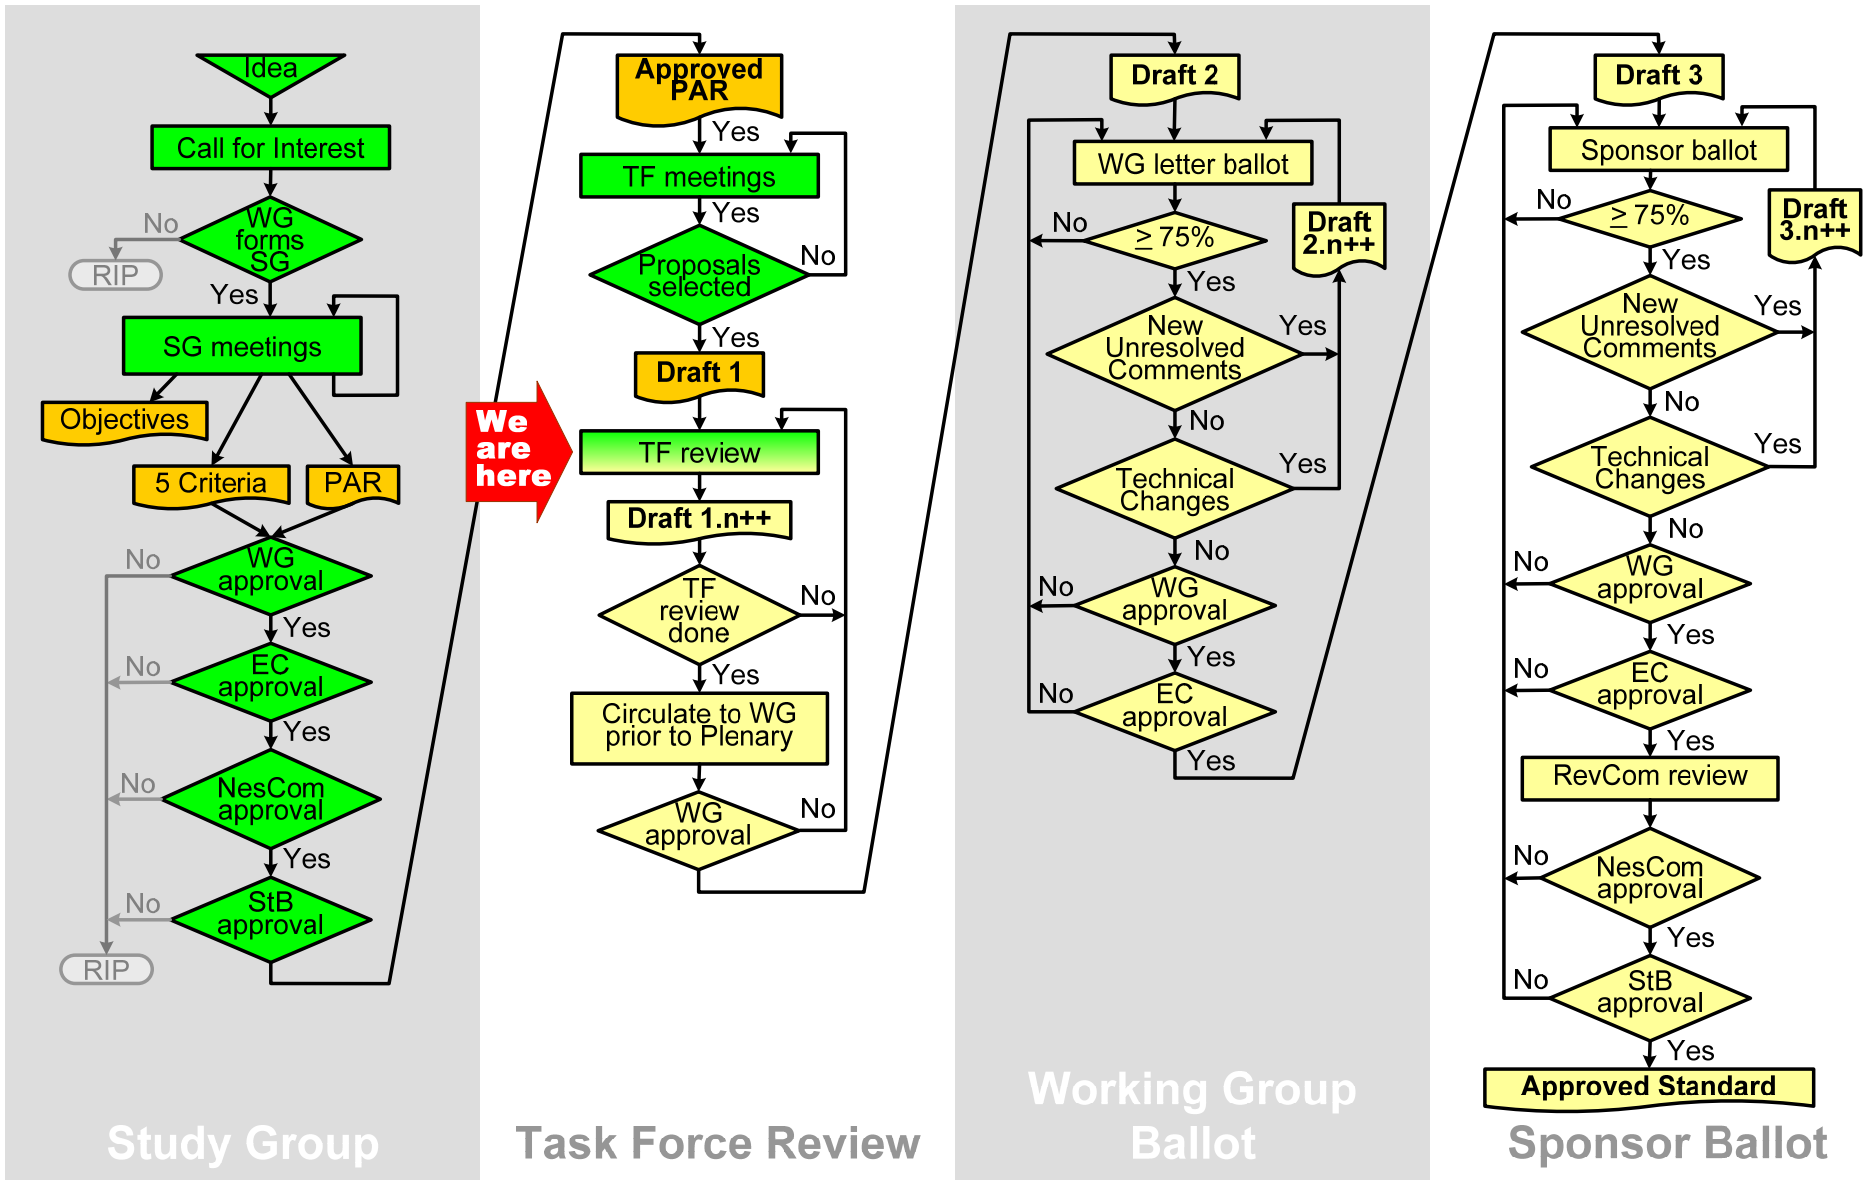 Idea
Call for Interest
WG
forms
SG
No
RIP
Yes
SG meetings
Objectives
5 Criteria
PAR
WG
approval
No
Yes
EC
approval
No
Yes
NesCom
approval
No
Yes
StB
approval
No
RIP
Study Group
Approved
PAR
Yes
TF meetings
Yes
Proposals
selected
No
Yes
Draft 1
We
are
here
TF review
Draft 1.n++
TF
review
done
No
Yes
Circulate to WG
prior to Plenary
WG
approval
No
Task Force Review
Draft 2
WG letter ballot
No
≥ 75%
Draft
2.n++
Yes
New
Unresolved
Comments
Yes
No
Technical
Changes
Yes
No
WG
approval
No
Yes
EC
approval
No
Yes
Working Group
Ballot
Draft 3
Sponsor ballot
No
≥ 75%
Draft
3.n++
Yes
New
Unresolved
Comments
Yes
No
Technical
Changes
Yes
No
WG
approval
No
Yes
EC
approval
No
Yes
RevCom review
NesCom
approval
No
Yes
StB
approval
No
Yes
Approved Standard
Sponsor Ballot